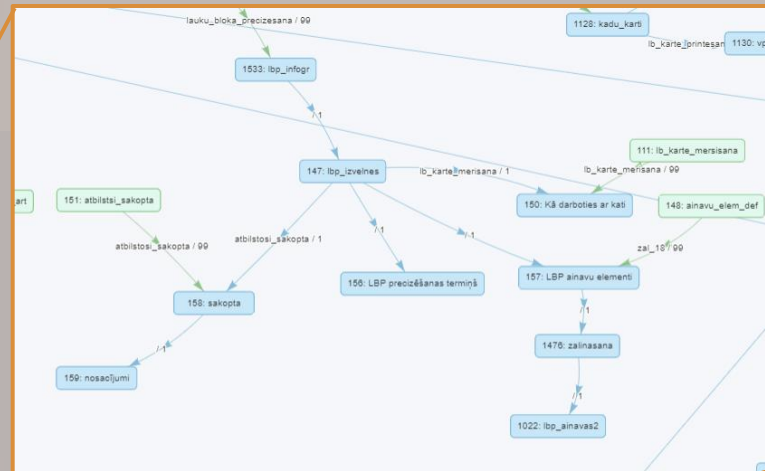 lauku_bloka_precizesana / 99
1128: kadu_karti
lb_karte_printesan
1130: vp
1533: lbp_infogr
/ 1
111: lb_karte_mersisana
147: lbp_izvelnes
lb_karte_merisana / 1
lb_karte_merisana / 99
art
151: atbilstsi_sakopta
150: Kā darboties ar kati
148: ainavu_elem_def
atbilstosi_sakopta / 99
atbilstosi_sakopta / 1
/ 1
/ 1
zal_18 / 99
156: LBP precizēšanas termiņš
157: LBP ainavu elementi
158: sakopta
/ 1
1476: zalinasana
/ 1
159: nosacījumi
/ 1
1022: lbp_ainavas2